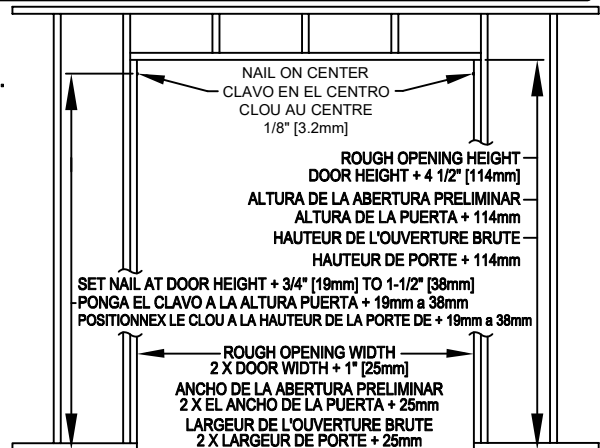 NAIL ON CENTER
CLAVO EN EL CENTRO
CLOU AU CENTRE
1/8" [3.2mm]
ROUGH OPENING HEIGHT
DOOR HEIGHT + 4 1/2" [114mm]
ALTURA DE LA ABERTURA PRELIMINAR
ALTURA DE LA PUERTA + 114mm
HAUTEUR DE L'OUVERTURE BRUTE
HAUTEUR DE PORTE + 114mm
SET NAIL AT DOOR HEIGHT + 3/4" [19mm] TO 1-1/2" [38mm]
PONGA EL CLAVO A LA ALTURA PUERTA + 19mm a 38mm
POSITIONNEX LE CLOU A LA HAUTEUR DE LA PORTE DE + 19mm a 38mm
ROUGH OPENING WIDTH
2 X DOOR WIDTH + 1" [25mm]
ANCHO DE LA ABERTURA PRELIMINAR
2 X EL ANCHO DE LA PUERTA + 25mm
LARGEUR DE L'OUVERTURE BRUTE
2 X LARGEUR DE PORTE + 25mm